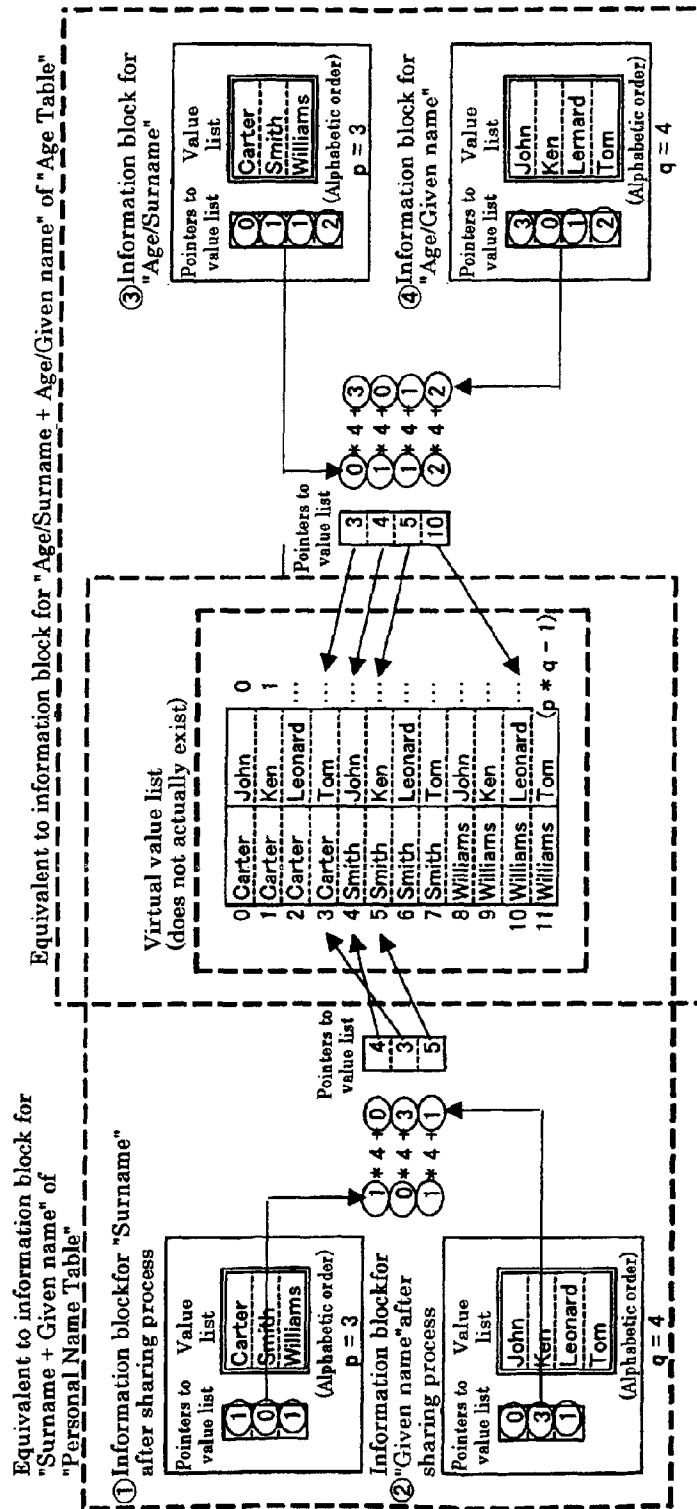 Equivalent to information block for
"Surname + Given name" of
"Personal Name Table"
① Information blockfor "Surname"
after sharing process
Pointers to
value list
Value
list
1
0
1
Carter
Smith
Williams
(Alphabetic order)
p = 3
Information blockfor
② "Given name"after
sharing process
Pointers to
value list
Value
list
0
3
1
John
Ken
Leonard
Tom
(Alphabetic order)
q = 4
1 * 4 + 0
0 * 4 + 3
1 * 4 + 1
Pointers to
value list
4
3
5
Equivalent to information block for "Age/Surname + Age/Given name" of "Age Table"
Virtual value list
(does not actually exist)
0 Carter John 0
1 Carter Ken 1
2 Carter Leonard ...
3 Carter Tom ...
4 Smith John ...
5 Smith Ken ...
6 Smith Leonard ...
7 Smith Tom ...
8 Williams John ...
9 Williams Ken ...
10 Williams Leonard ...
11 Williams Tom (p * q - 1)
Pointers to
value list
3
4
5
10
0 * 4 + 3
1 * 4 + 0
1 * 4 + 1
2 * 4 + 2
③ Information block for
"Age/Surname"
Pointers to
value list
Value
list
0
1
1
2
Carter
Smith
Williams
(Alphabetic order)
p = 3
④ Information block for
"Age/Given name"
Pointers to
value list
Value
list
3
0
1
2
John
Ken
Lernard
Tom
(Alphabetic order)
q = 4